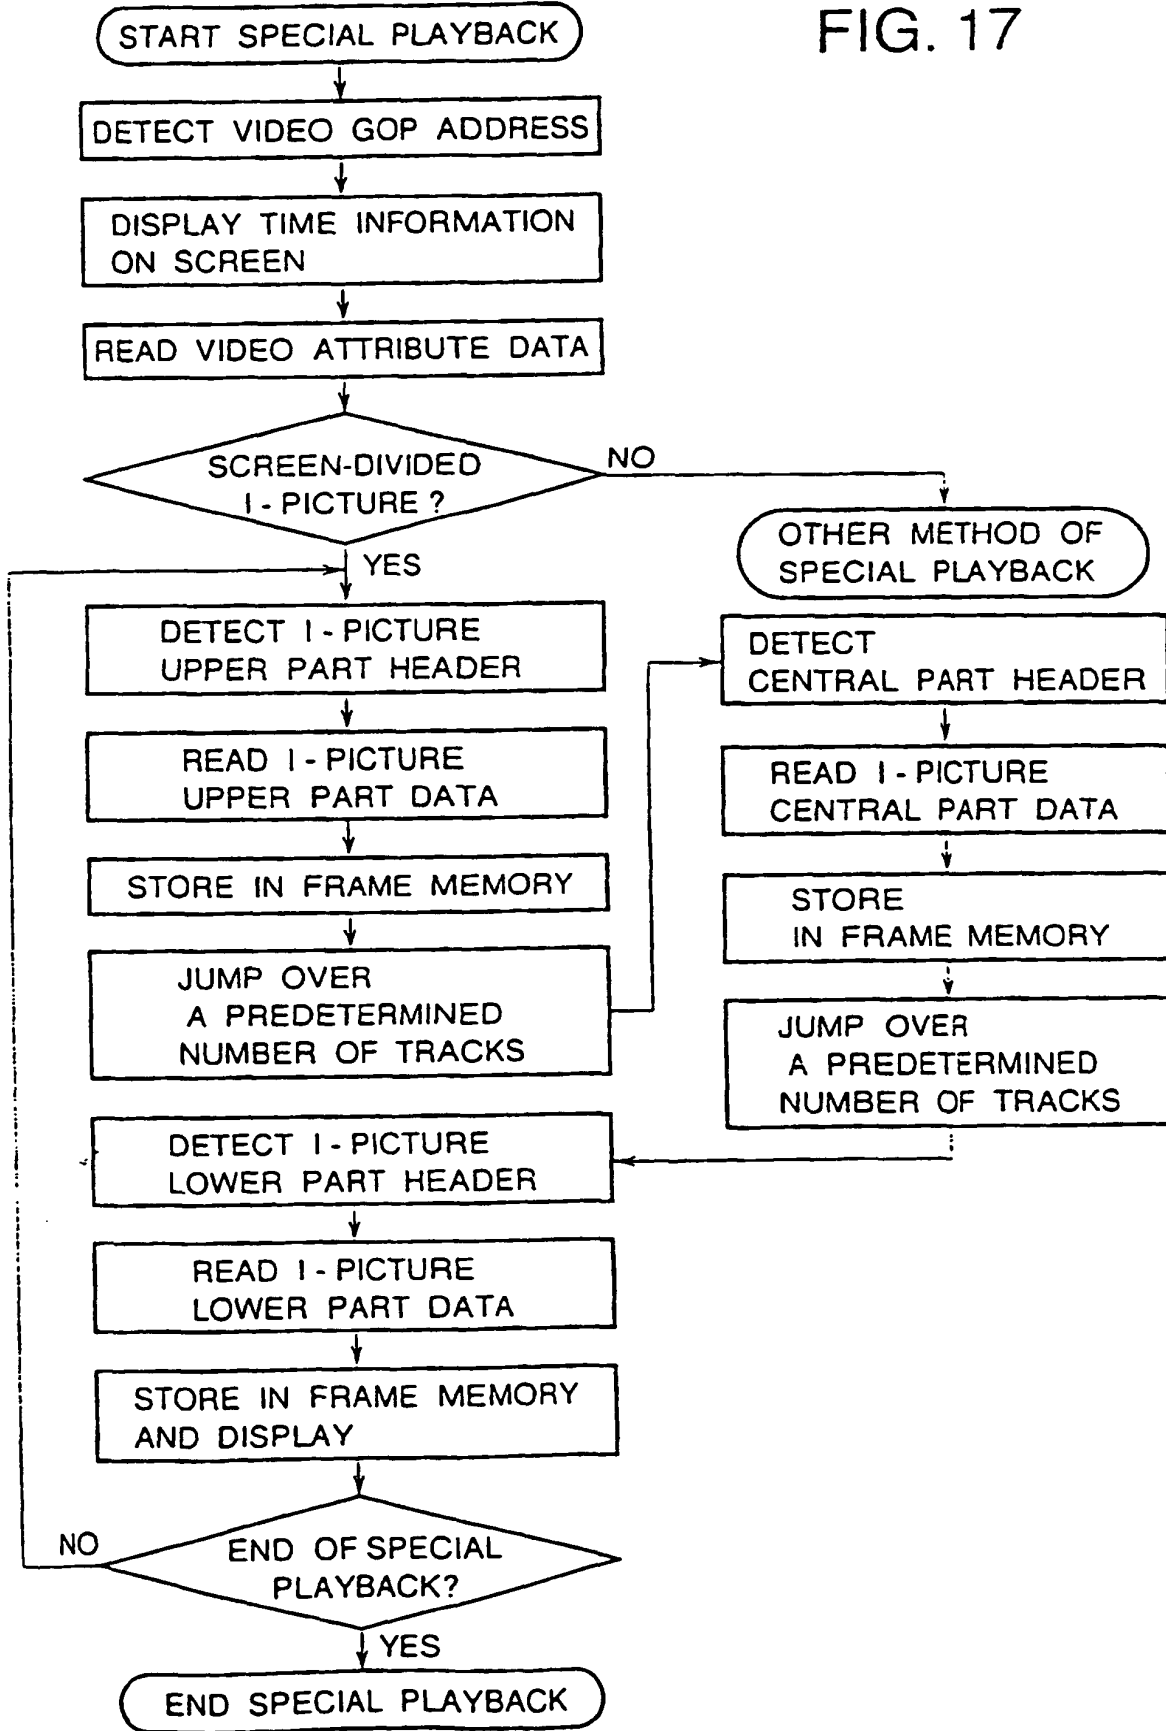 FIG. 17
START SPECIAL PLAYBACK
DETECT VIDEO GOP ADDRESS
DISPLAY TIME INFORMATION
ON SCREEN
READ VIDEO ATTRIBUTE DATA
SCREEN-DIVIDED
I - PICTURE ?
NO
YES
OTHER METHOD OF
SPECIAL PLAYBACK
DETECT I - PICTURE
UPPER PART HEADER
READ I - PICTURE
UPPER PART DATA
STORE IN FRAME MEMORY
JUMP OVER
A PREDETERMINED
NUMBER OF TRACKS
DETECT
CENTRAL PART HEADER
READ I - PICTURE
CENTRAL PART DATA
STORE
IN FRAME MEMORY
JUMP OVER
A PREDETERMINED
NUMBER OF TRACKS
DETECT I - PICTURE
LOWER PART HEADER
READ I - PICTURE
LOWER PART DATA
STORE IN FRAME MEMORY
AND DISPLAY
END OF SPECIAL
PLAYBACK?
NO
YES
END SPECIAL PLAYBACK